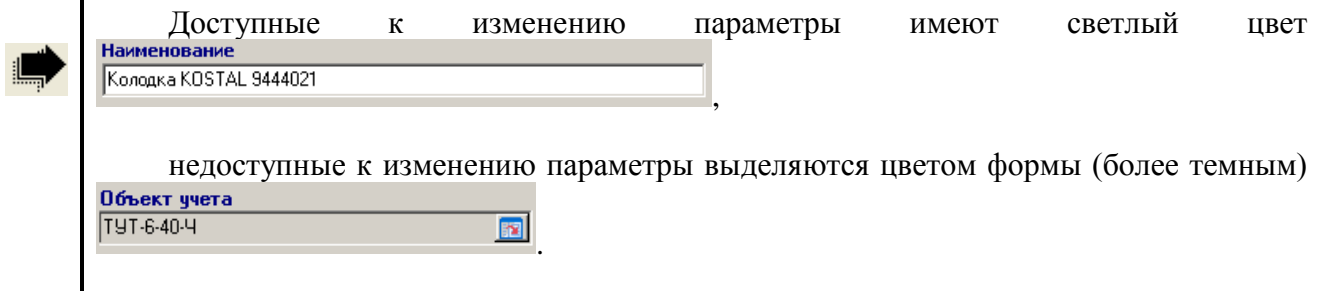 Доступные к изменению параметры имеют светлый цвет
Наименование
Колодка KOSTAL 9444021
,
недоступные к изменению параметры выделяются цветом формы (более темным)
Объект учета
ТУТ-6-40-Ч
.